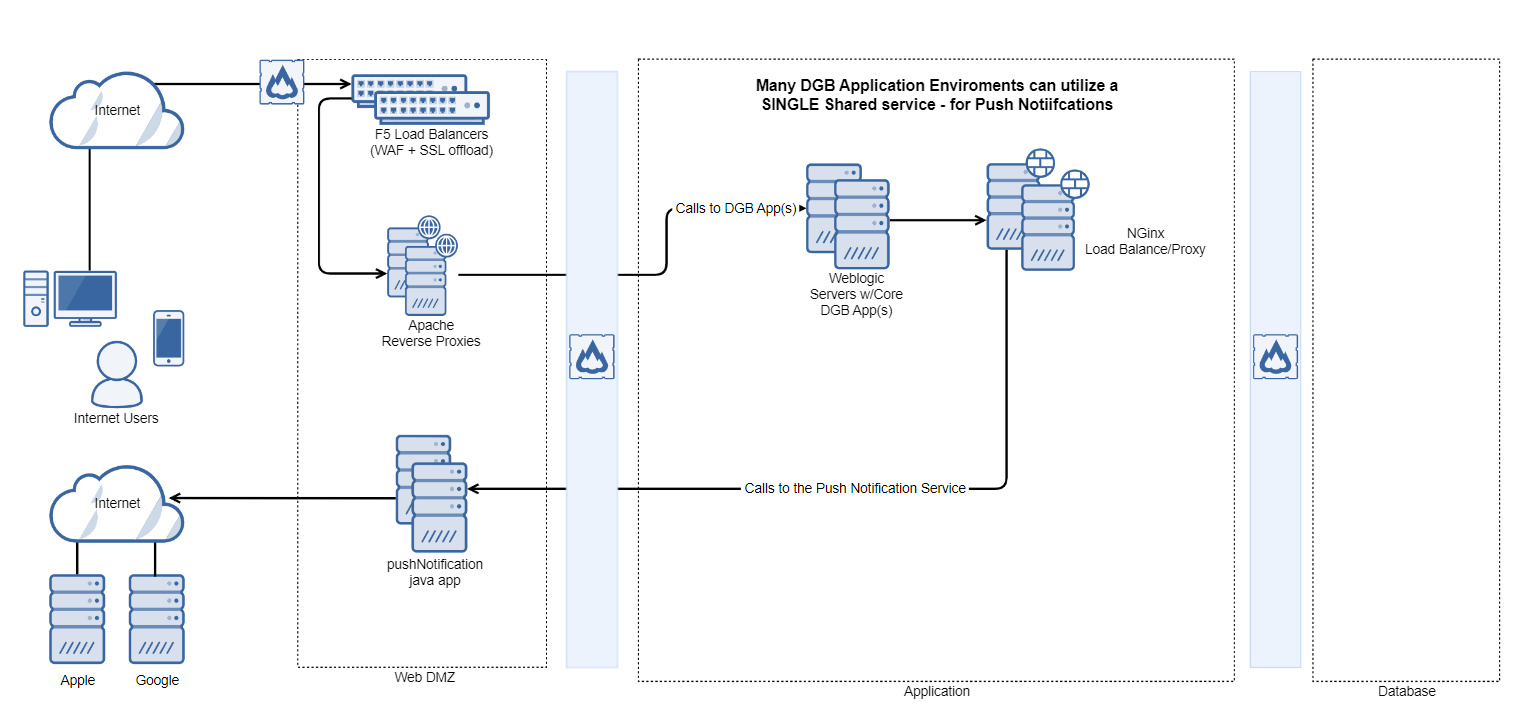 Many DGB Application Enviroments can utilize a
SINGLE Shared service - for Push Notiifcations
Internet
F5 Load Balancers
(WAF + SSL offload)
Calls to DGB App(s)
NGinx
Load Balance/Proxy
Weblogic
Servers w/Core
DGB App(s)
Apache
Reverse Proxies
Internet Users
Internet
Calls to the Push Notification Service
pushNotification
java app
Apple
Google
Web DMZ
Application
Database